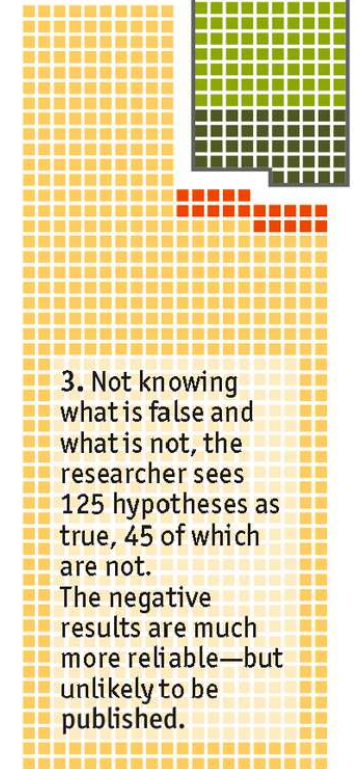 3. Not knowing
what is false and
what is not, the
researcher sees
125 hypotheses as
true, 45 of which
are not.
The negative
results are much
more reliable—but
unlikely to be
published.